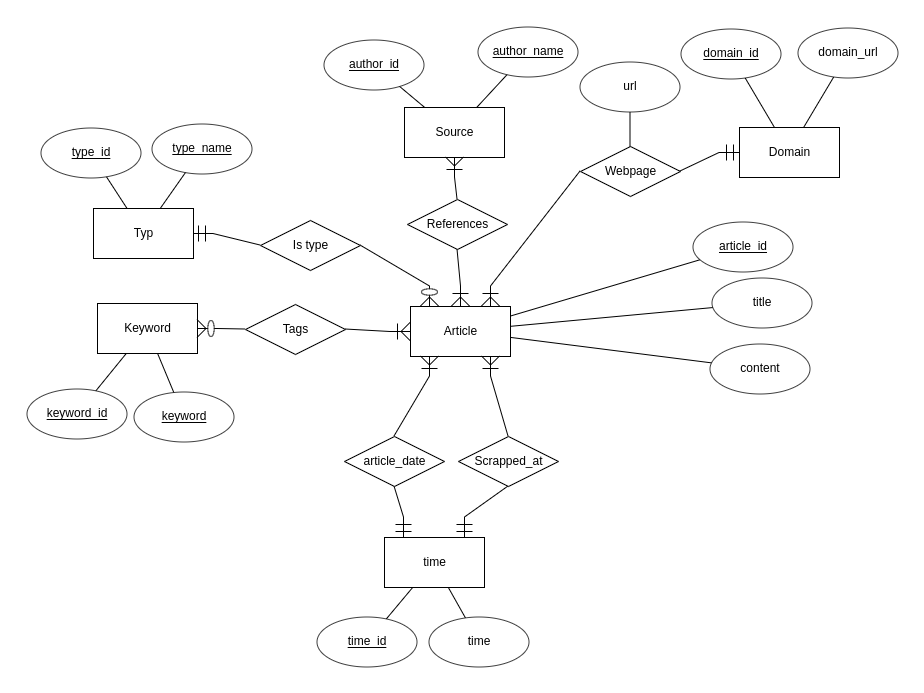 author_id
author_name
domain_id
domain_url
url
Source
Domain
type_id
type_name
Webpage
Typ
References
Is type
article_id
title
Keyword
Tags
Article
content
keyword_id
keyword
article_date
Scrapped_at
time
time_id
time